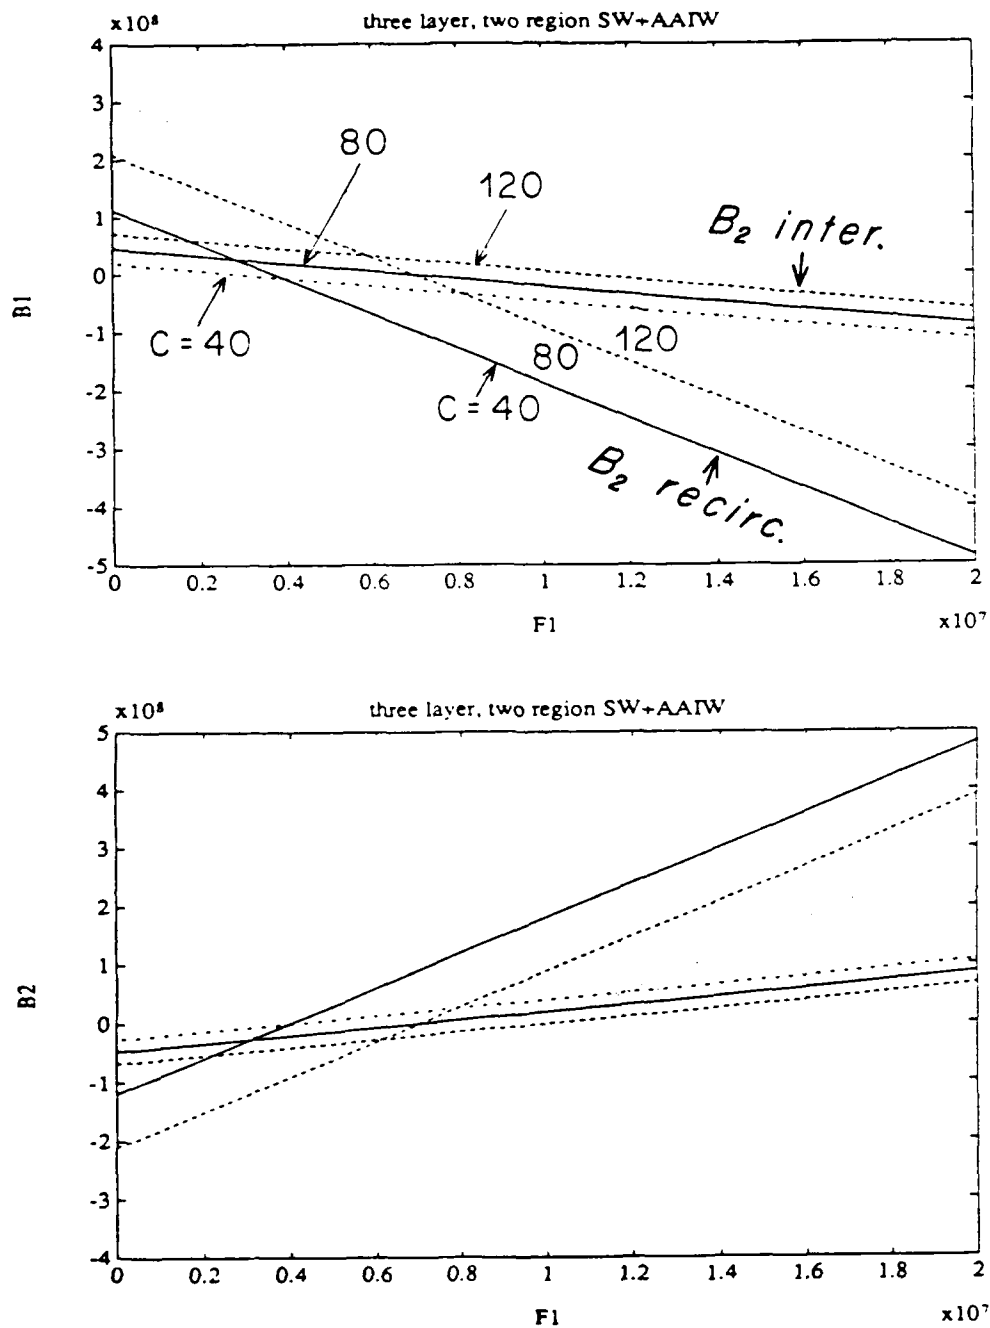 x10⁸
three layer, two region SW+AAIW
4
3
2
1
0
-1
-2
-3
-4
-5
B1
80
120
B₂ inter.
C = 40
120
80
C = 40
B₂ recirc.
0 0.2 0.4 0.6 0.8 1 1.2 1.4 1.6 1.8 2
F1
x10⁷
x10⁸
three layer, two region SW+AAIW
5
4
3
2
1
0
-1
-2
-3
-4
B2
0 0.2 0.4 0.6 0.8 1 1.2 1.4 1.6 1.8 2
F1
x10⁷